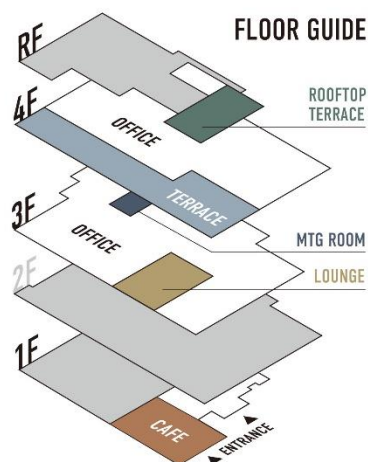 FLOOR GUIDE
RF
ROOFTOP
TERRACE
4F
OFFICE
TERRACE
3F
OFFICE
MTG ROOM
LOUNGE
2F
1F
CAFE
ENTRANCE